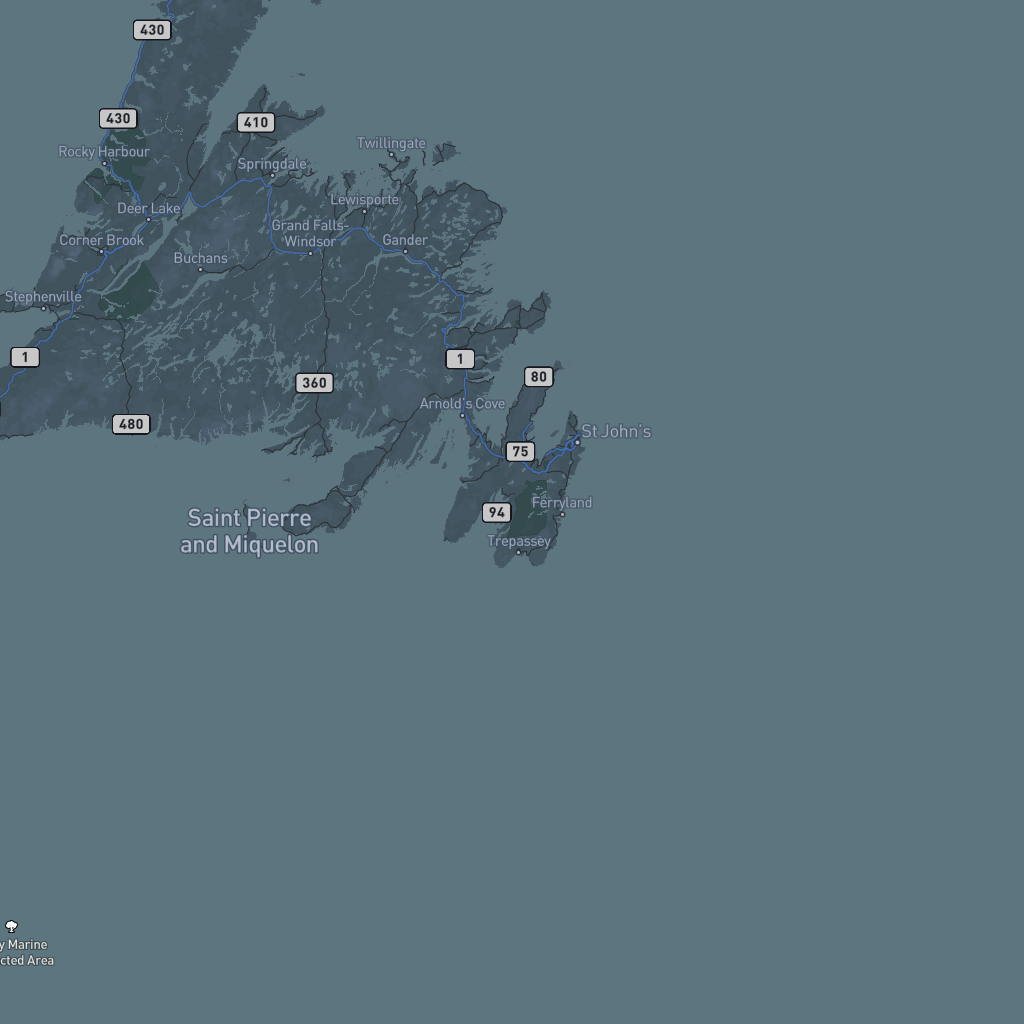 430
430
410
Twillingate
Rocky Harbour
Springdale
Lewisporte
Deer Lake
Grand Falls-
Windsor
Corner Brook
Gander
Buchans
Stephenville
1
1
80
360
Arnold's Cove
480
St John's
75
Ferryland
94
Saint Pierre
and Miquelon
Trepassey
y Marine
cted Area